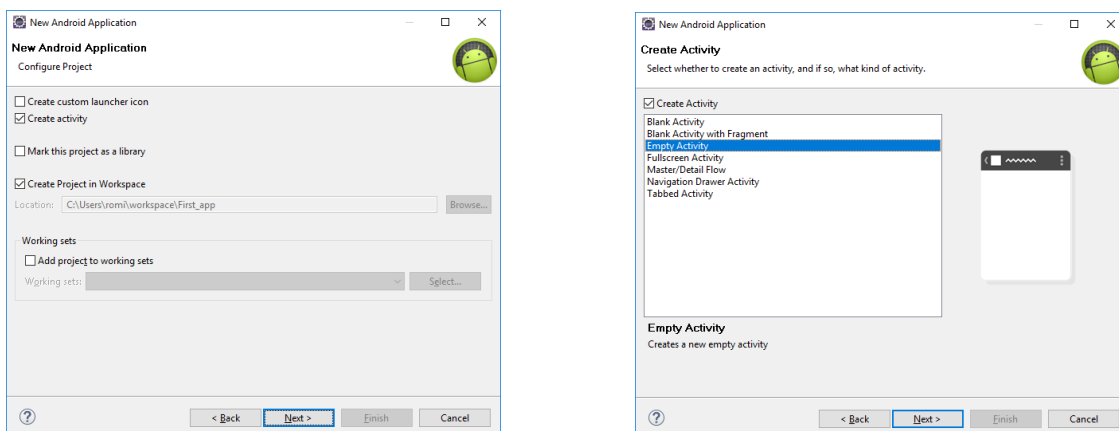 New Android Application
New Android Application
Configure Project
Create custom launcher icon
Create activity
Mark this project as a library
Create Project in Workspace
Location: C:\Users\romi\workspace\First_app Browse...
Working sets
Add project to working sets
Working sets: Select...
< Back Next > Finish Cancel
New Android Application
Create Activity
Select whether to create an activity, and if so, what kind of activity.
Create Activity
Blank Activity
Blank Activity with Fragment
Empty Activity
Fullscreen Activity
Master/Detail Flow
Navigation Drawer Activity
Tabbed Activity
Empty Activity
Creates a new empty activity
< Back Next > Finish Cancel